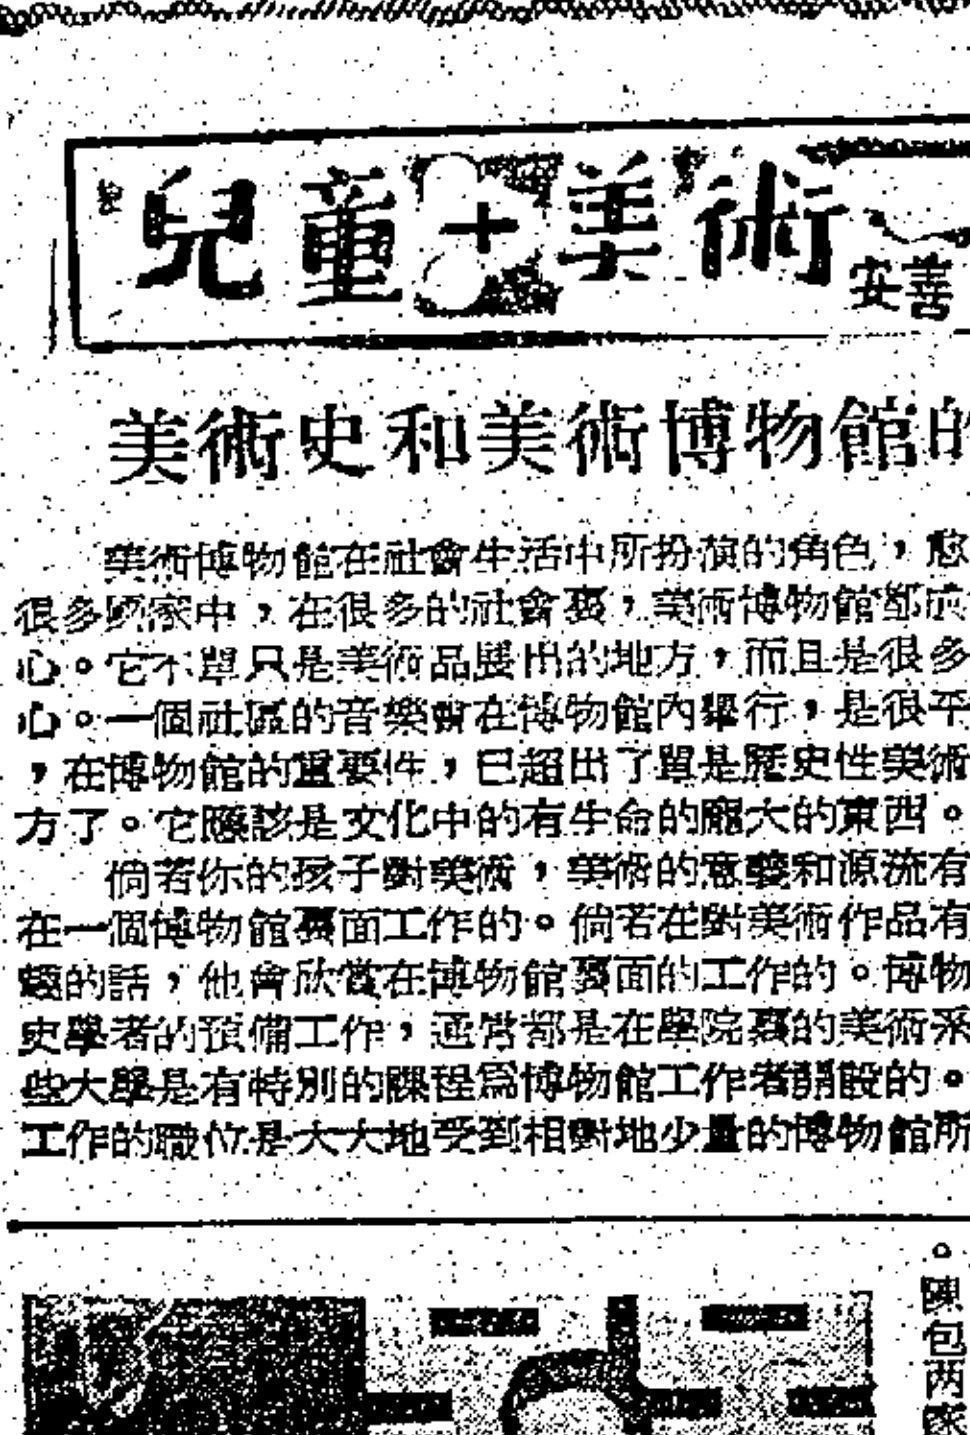 兒童+美術
安善
美術史和美術博物館的
美術博物館在社會生活中所扮演的角色,愈
很多國家中,在很多的社會裏,美術博物館都成
心。它不單只是美術品展出的地方,而且是很多
心。一個社區的音樂會在博物館內舉行,是很平
,在博物館的重要性,已超出了單是歷史性美術
方了。它應該是文化中的有生命的龐大的東西。
倘若你的孩子對美術,美術的意義和源流有
在一個博物館裏面工作的。倘若在對美術作品有
趣的話,他會欣賞在博物館裏面的工作的。博物
史學者的預備工作,通常都是在學院裏的美術系
些大學是有特別的課程爲博物館工作者開設的。
工作的職位是大大地受到相對地少量的博物館所
。陳包两家